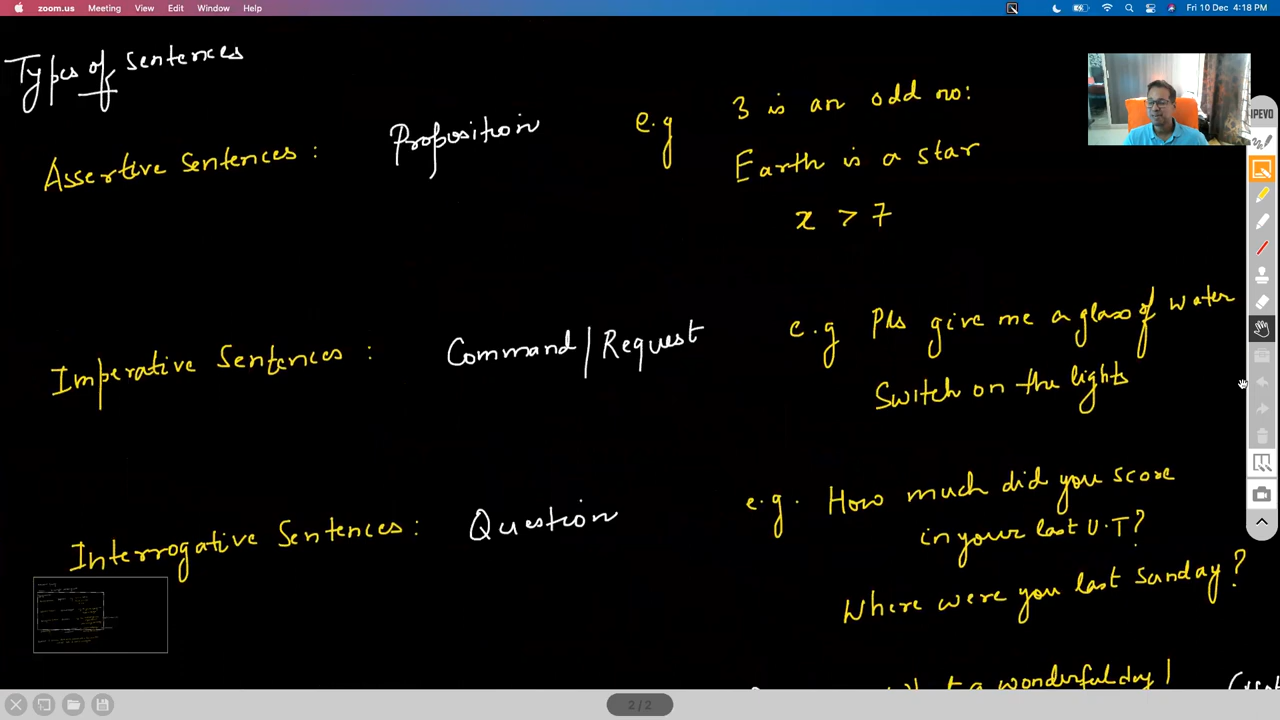 zoom.us Meeting View Edit Window Help Fri 10 Dec 4:18 PM
Types of sentences
Assertive Sentences : Proposition e.g 3 is an odd no:
Earth is a star
x > 7
IPEVO
Imperative Sentences : Command/Request e.g Pls give me a glass of water
Switch on the lights
Interrogative Sentences : Question e.g. How much did you score
in your last U.T?
Where were you last sunday ?
a wonderful day !
2 / 2